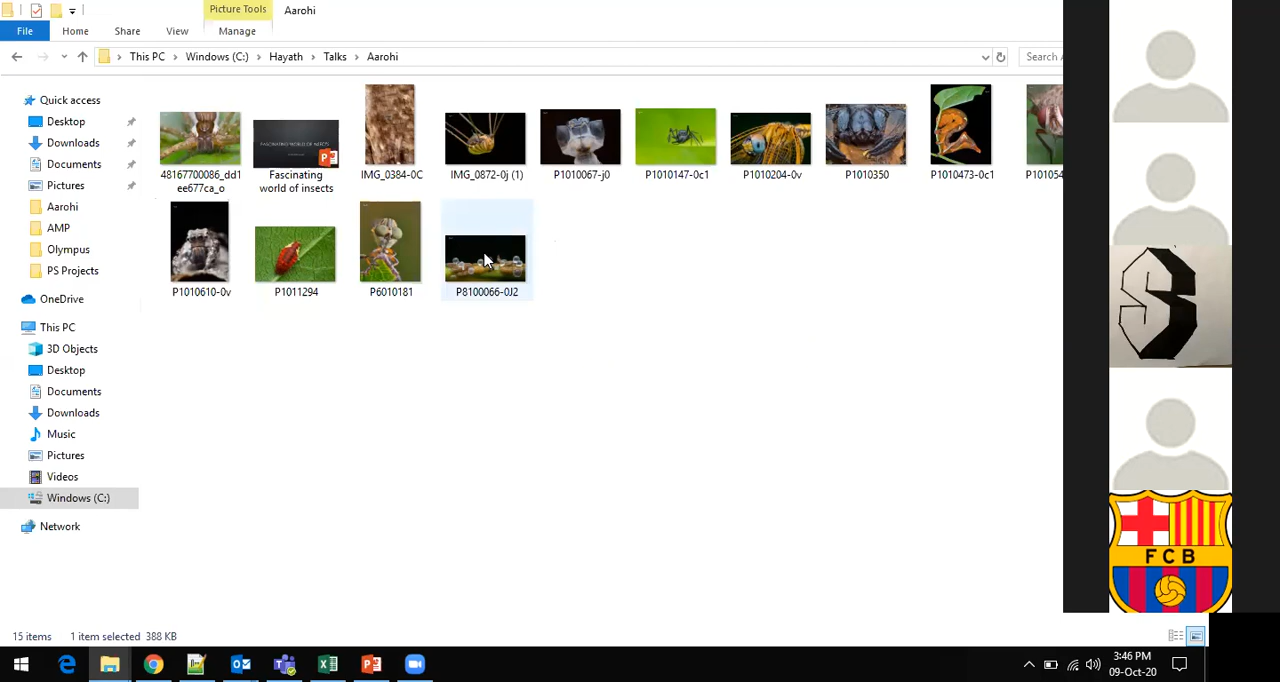 Picture Tools
Aarohi
File
Home
Share
View
Manage
This PC
Windows (C:)
Hayath
Talks
Aarohi
Search
Quick access
Desktop
Downloads
Documents
Pictures
Aarohi
AMP
Olympus
PS Projects
OneDrive
This PC
3D Objects
Desktop
Documents
Downloads
Music
Pictures
Videos
Windows (C:)
Network
48167700086_dd1
ee677ca_o
FASCINATING WORLD OF INSECTS
Fascinating
world of insects
IMG_0384-0C
IMG_0872-0j (1)
P1010067-j0
P1010147-0c1
P1010204-0v
P1010350
P1010473-0c1
P101054
P1010610-0v
P1011294
P6010181
P8100066-0J2
F C B
15 items
1 item selected 388 KB
3:46 PM
09-Oct-20